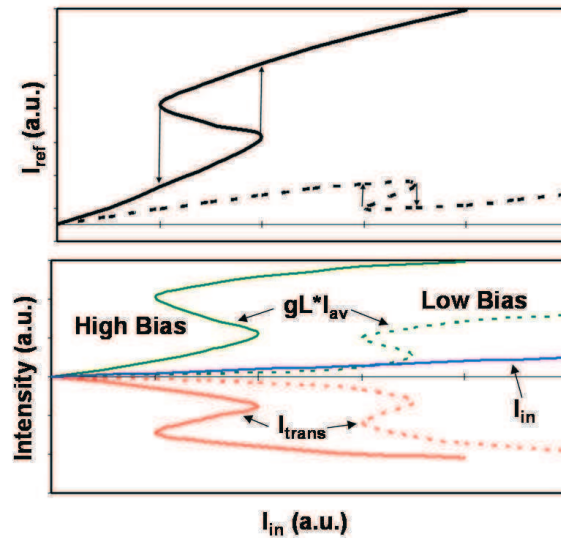 I_ref (a.u.)
High Bias
gL*I_av
Low Bias
I_in
I_trans
Intensity (a.u.)
I_in (a.u.)